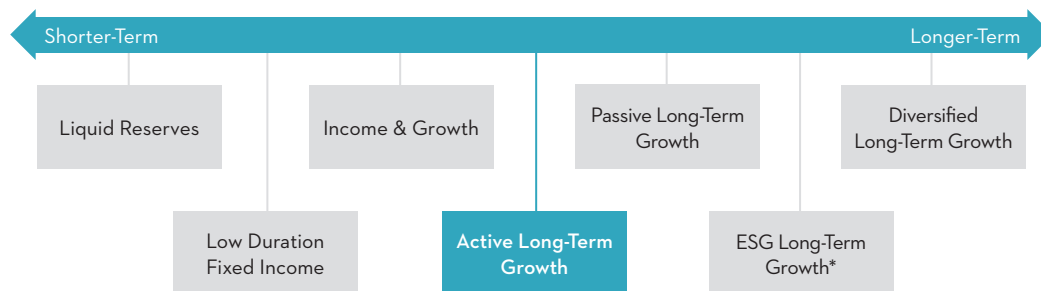 Shorter-Term
Longer-Term
Liquid Reserves
Income & Growth
Passive Long-Term
Growth
Diversified
Long-Term Growth
Low Duration
Fixed Income
Active Long-Term
Growth
ESG Long-Term
Growth*